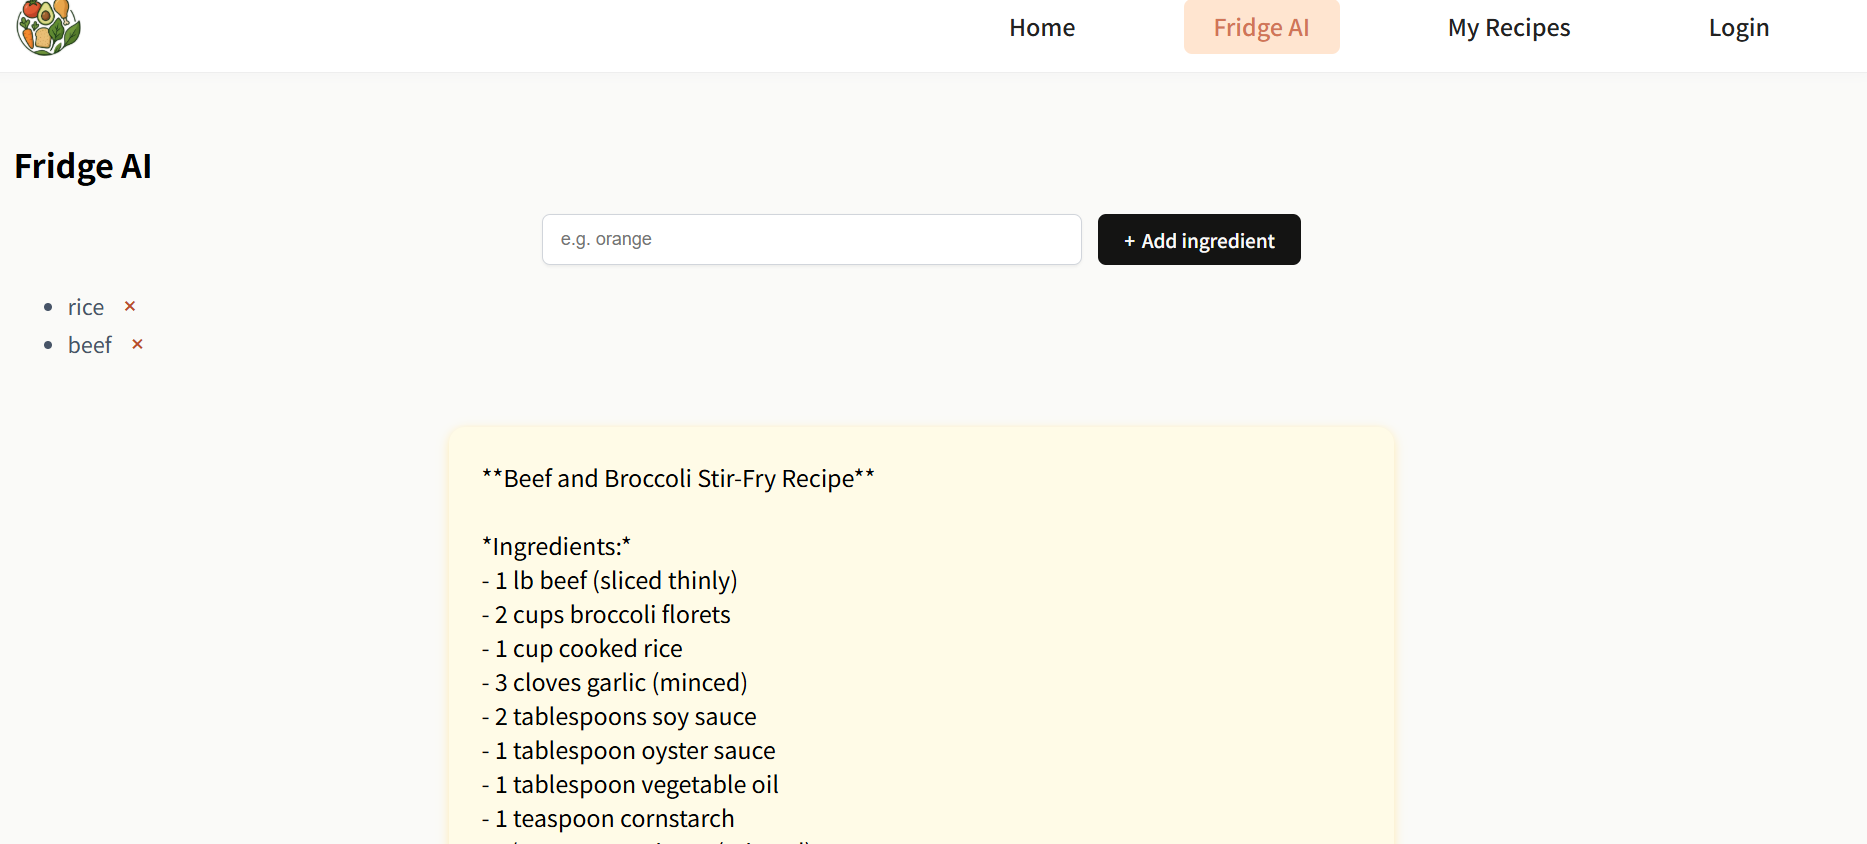 Home
Fridge AI
My Recipes
Login
Fridge AI
e.g. orange
+ Add ingredient
rice ×
beef ×
**Beef and Broccoli Stir-Fry Recipe**
*Ingredients:*
- 1 lb beef (sliced thinly)
- 2 cups broccoli florets
- 1 cup cooked rice
- 3 cloves garlic (minced)
- 2 tablespoons soy sauce
- 1 tablespoon oyster sauce
- 1 tablespoon vegetable oil
- 1 teaspoon cornstarch